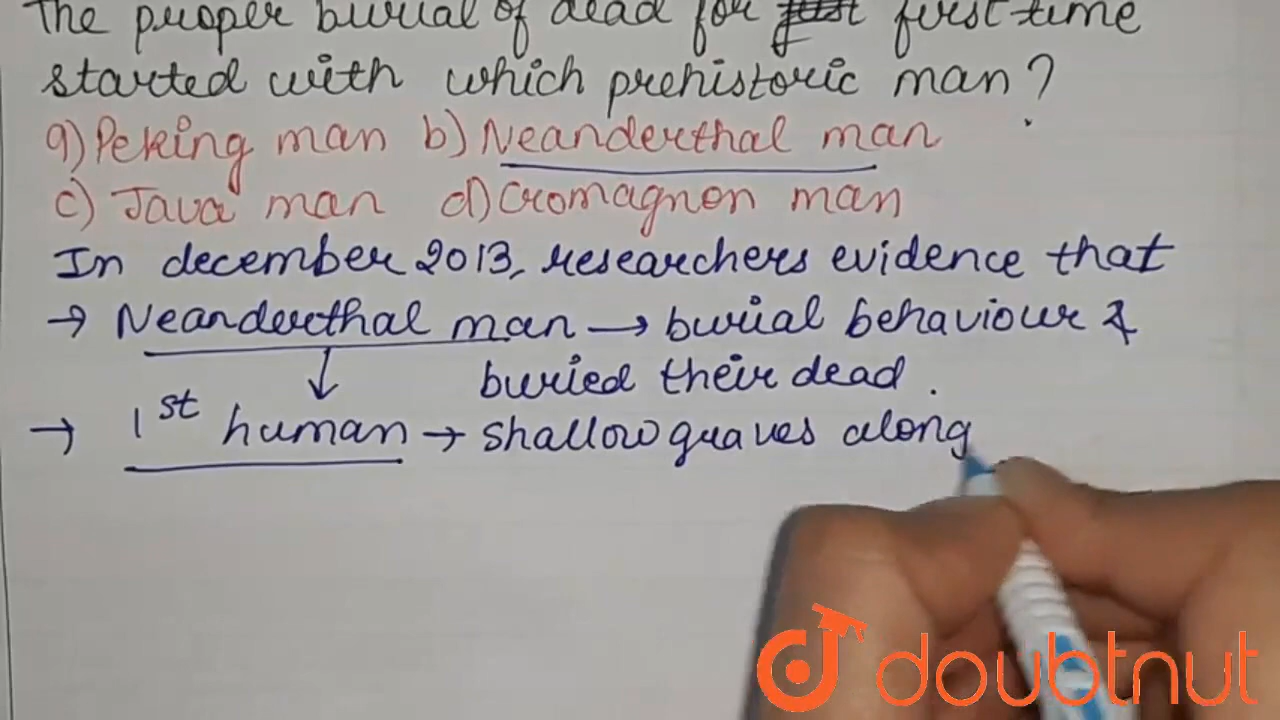 The proper burial of dead for first time
started with which prehistoric man?
a) Peking man b) Neanderthal man
c) Java man d) Cromagnon man
In december 2013, researchers evidence that
→ Neanderthal man → burial behaviour &
buried their dead.
→ 1st human → shallow graves along
doubtnut